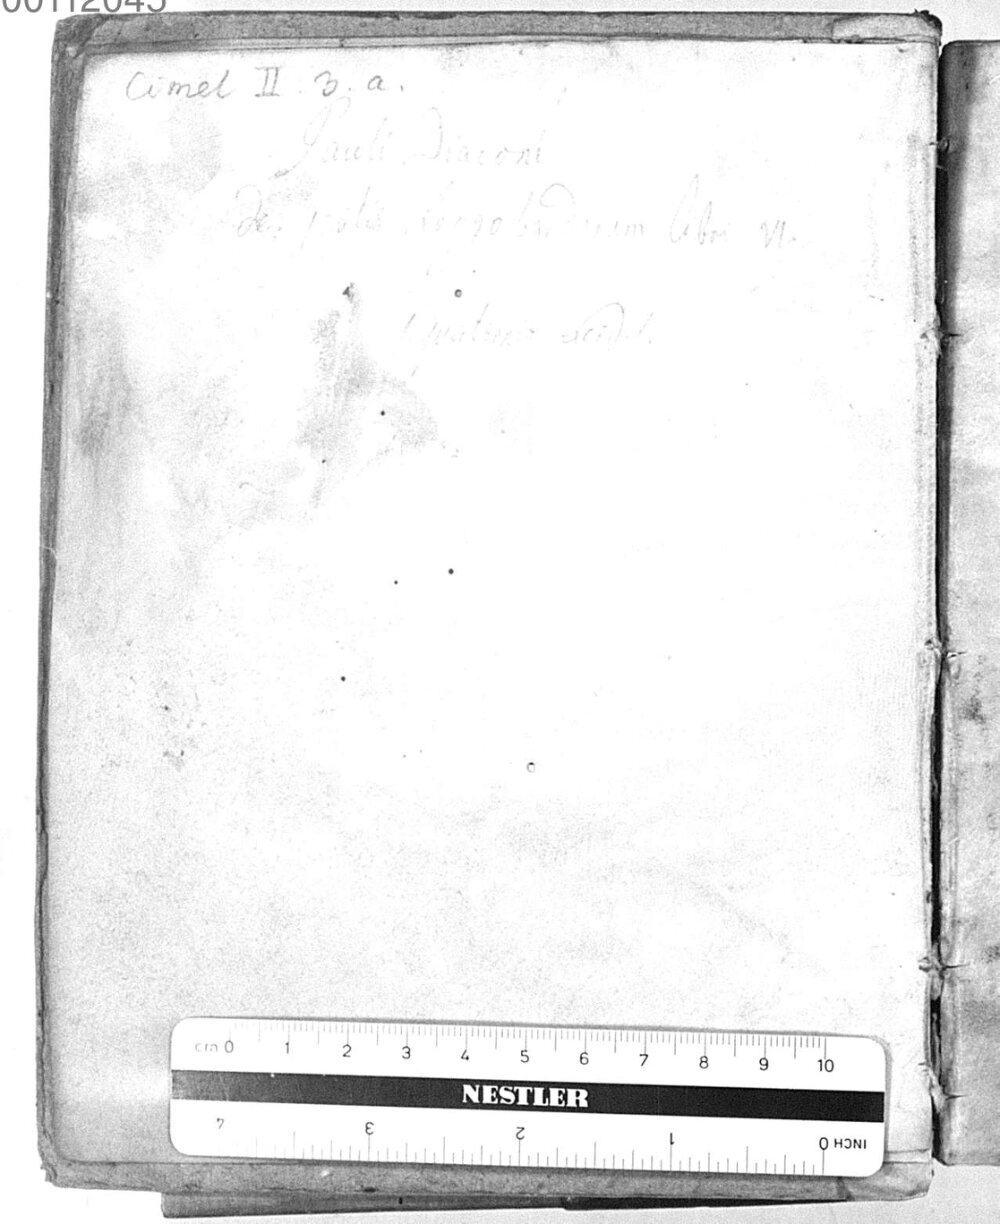 00112045
Cimel II. 3. a.
Pauli Diaconi
De gestis Longobardorum libri VI.
cm 0 1 2 3 4 5 6 7 8 9 10
NESTLER
INCH 0 1 2 3 4